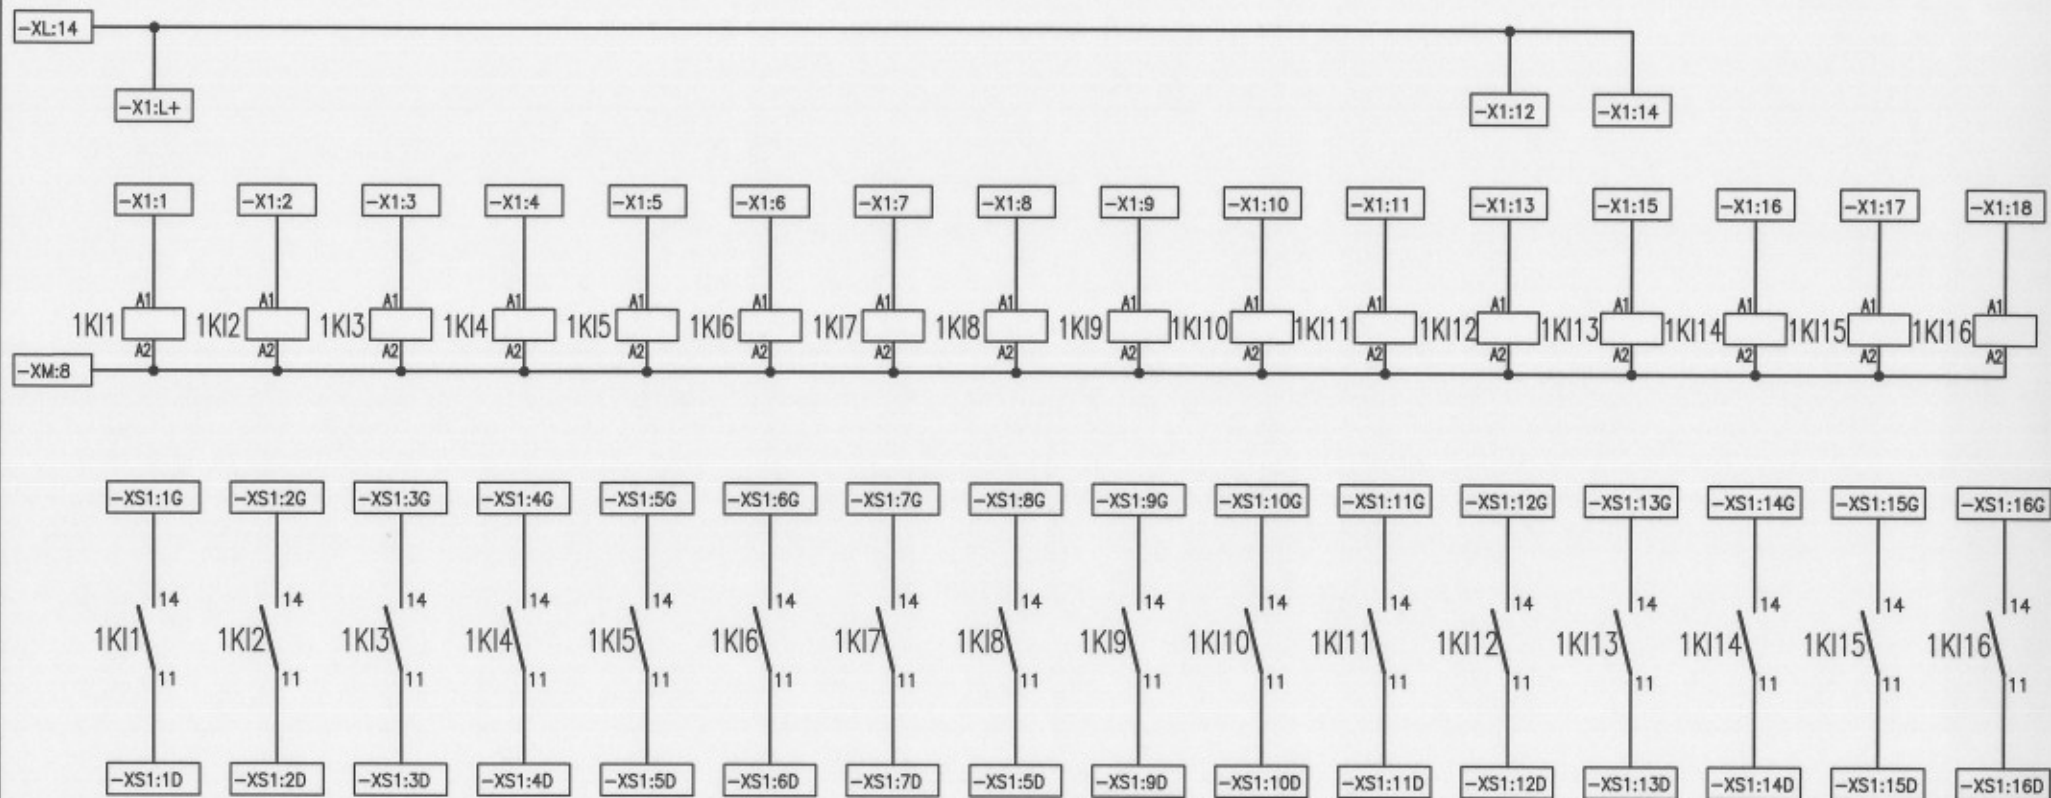 -XL:14
-X1:L+ -X1:12 -X1:14
-X1:1 -X1:2 -X1:3 -X1:4 -X1:5 -X1:6 -X1:7 -X1:8 -X1:9 -X1:10 -X1:11 -X1:13 -X1:15 -X1:16 -X1:17 -X1:18
A1 A1 A1 A1 A1 A1 A1 A1 A1 A1 A1 A1 A1 A1 A1 A1
1KI1 1KI2 1KI3 1KI4 1KI5 1KI6 1KI7 1KI8 1KI9 1KI10 1KI11 1KI12 1KI13 1KI14 1KI15 1KI16
A2 A2 A2 A2 A2 A2 A2 A2 A2 A2 A2 A2 A2 A2 A2 A2
-XM:8
-XS1:1G -XS1:2G -XS1:3G -XS1:4G -XS1:5G -XS1:6G -XS1:7G -XS1:8G -XS1:9G -XS1:10G -XS1:11G -XS1:12G -XS1:13G -XS1:14G -XS1:15G -XS1:16G
14 14 14 14 14 14 14 14 14 14 14 14 14 14 14 14
1KI1 1KI2 1KI3 1KI4 1KI5 1KI6 1KI7 1KI8 1KI9 1KI10 1KI11 1KI12 1KI13 1KI14 1KI15 1KI16
11 11 11 11 11 11 11 11 11 11 11 11 11 11 11 11
-XS1:1D -XS1:2D -XS1:3D -XS1:4D -XS1:5D -XS1:6D -XS1:7D -XS1:5D -XS1:9D -XS1:10D -XS1:11D -XS1:12D -XS1:13D -XS1:14D -XS1:15D -XS1:16D